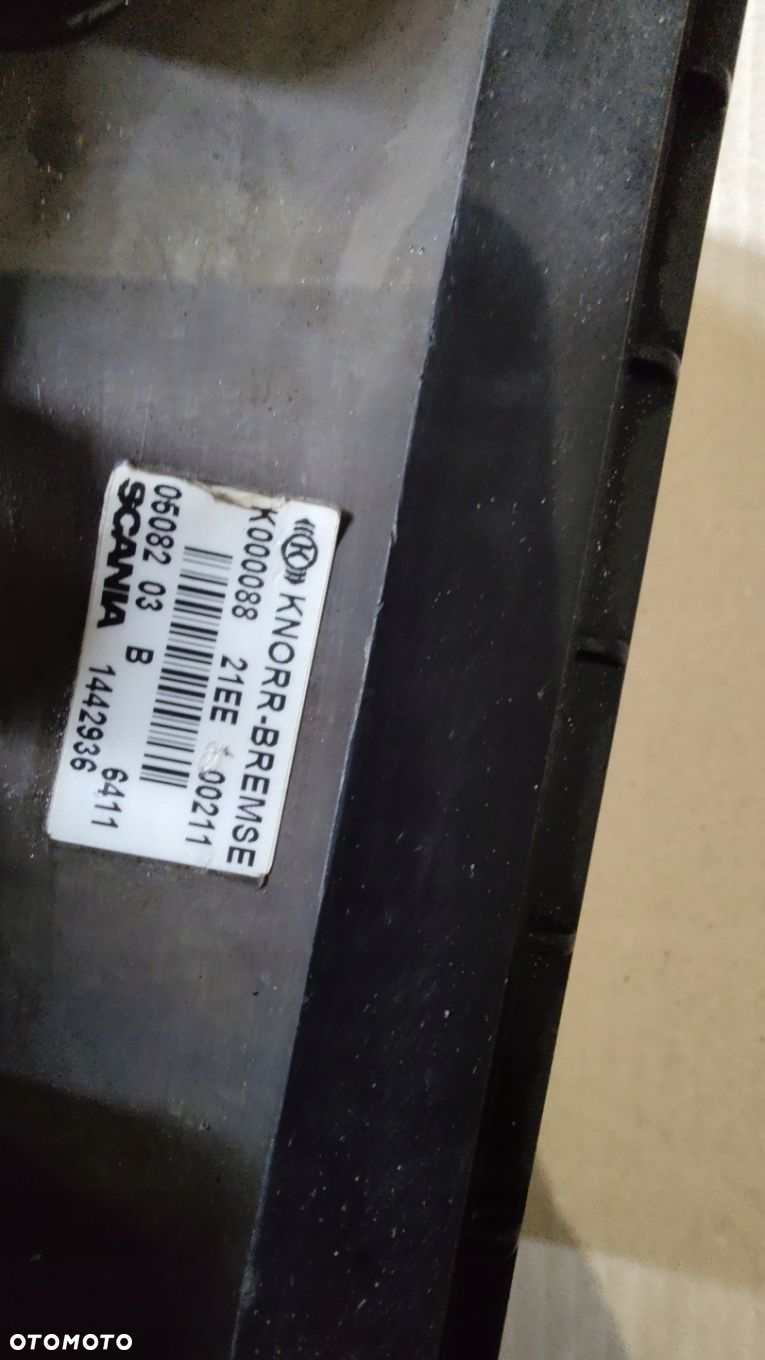 KNORR-BREMSE
K000088 21EE 00211
05082 03 B 6411
SCANIA 1442936
OTOMOTO